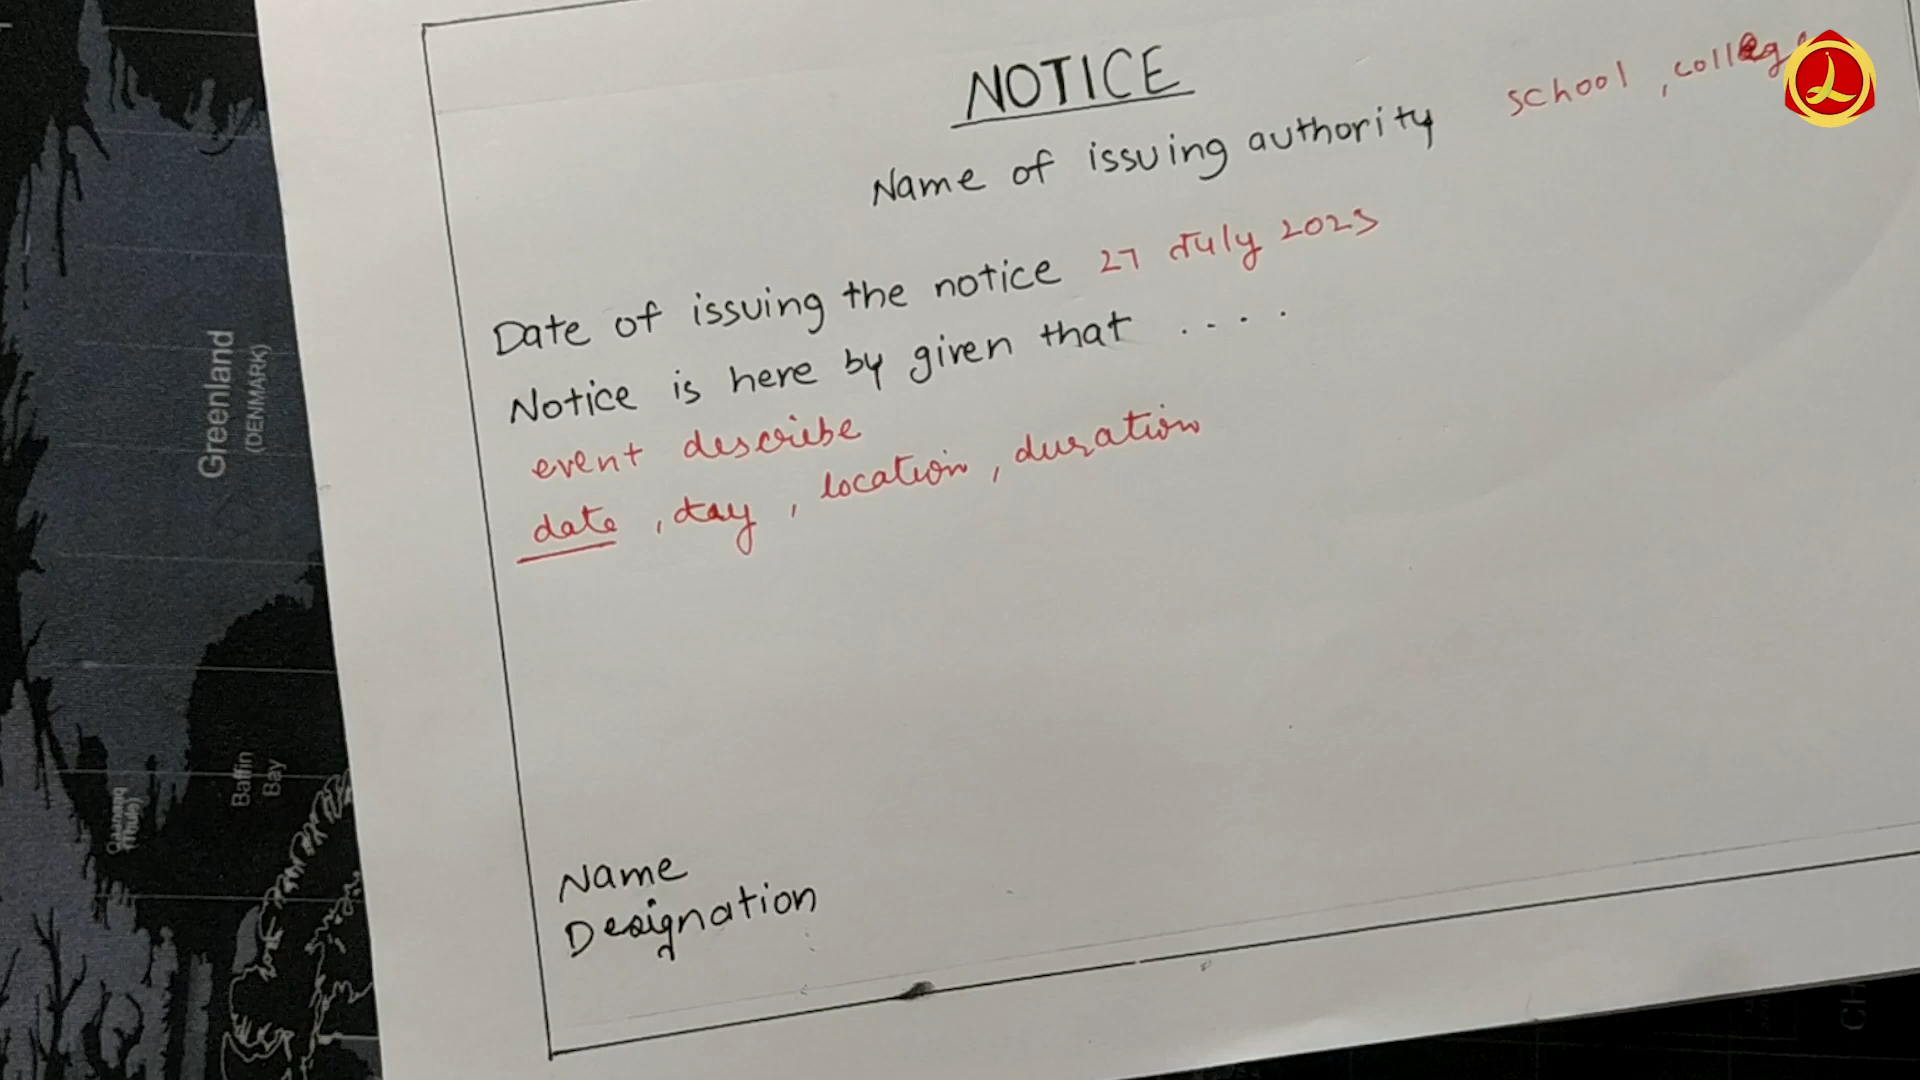 NOTICE
Name of issuing authority school, college
Date of issuing the notice 27 July 2023
Notice is here by given that ....
event describe
date, day, location, duration
Name
Designation
Greenland
(DENMARK)
Baffin
Bay